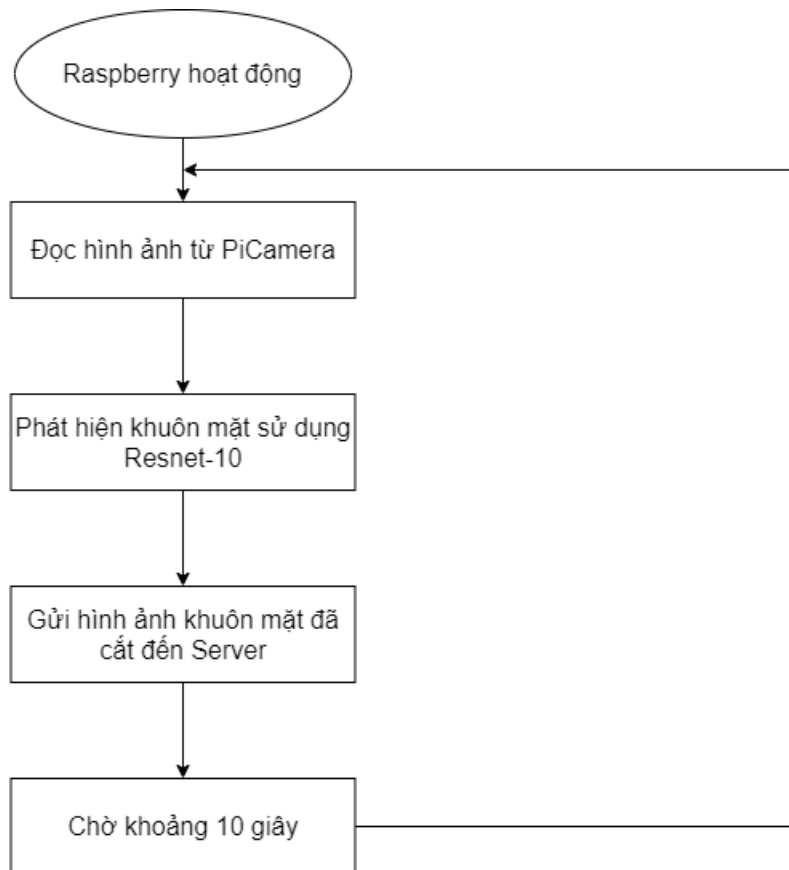 Raspberry hoạt động
Đọc hình ảnh từ PiCamera
Phát hiện khuôn mặt sử dụng
Resnet-10
Gửi hình ảnh khuôn mặt đã
cắt đến Server
Chờ khoảng 10 giây